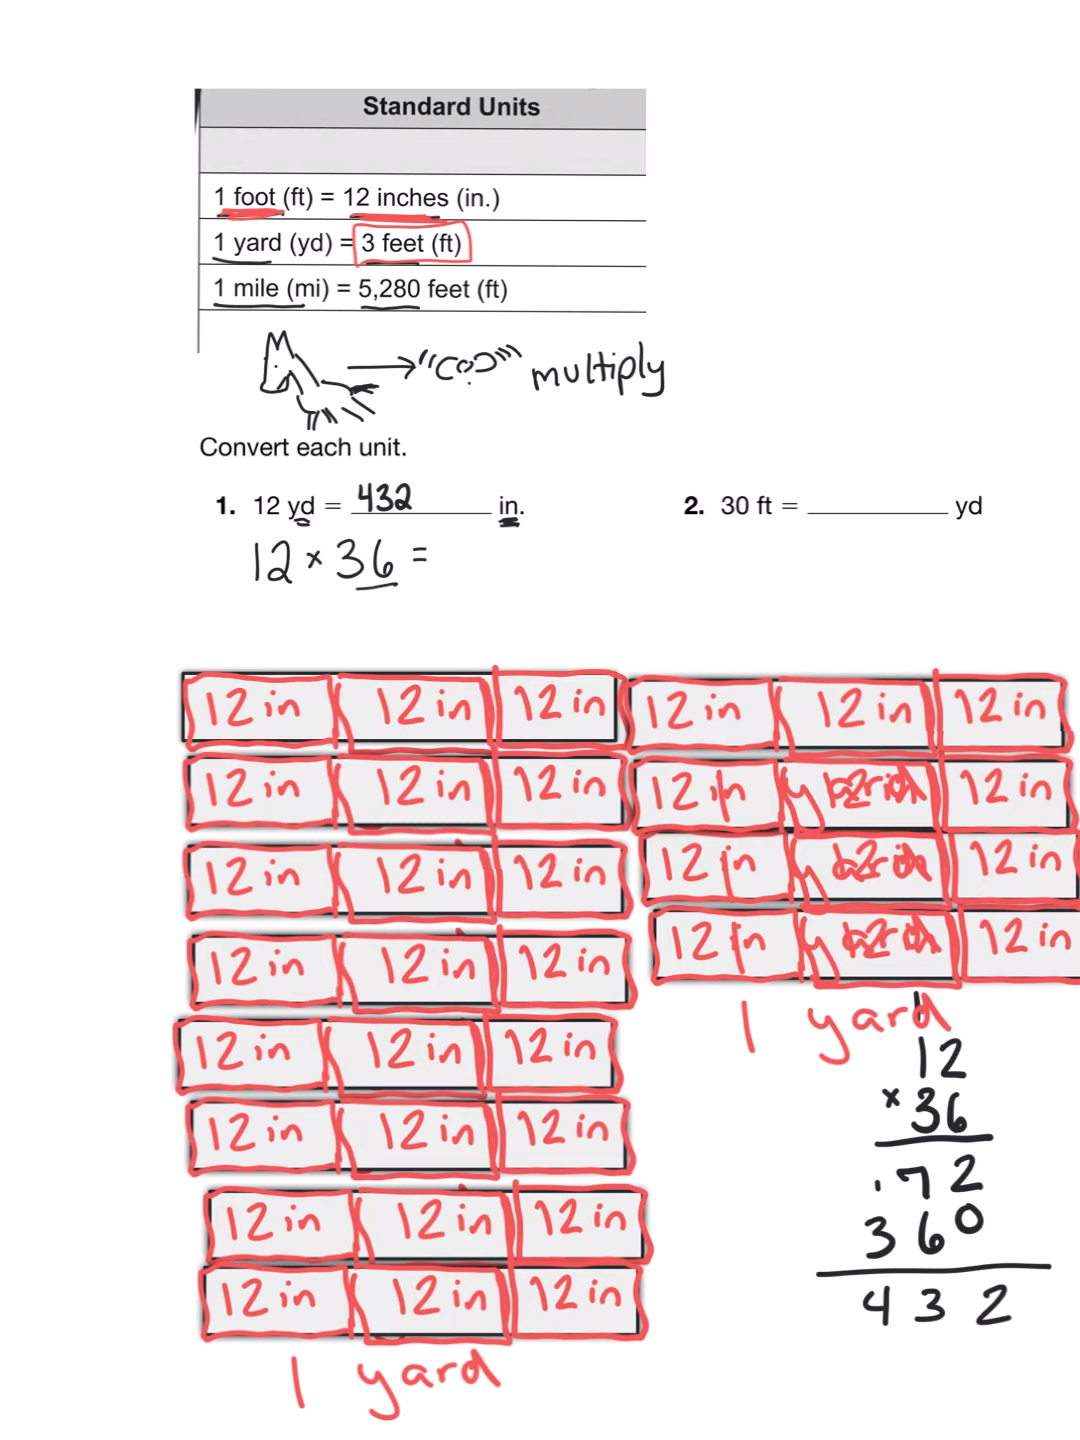 Standard Units
1 foot (ft) = 12 inches (in.)
1 yard (yd) = 3 feet (ft)
1 mile (mi) = 5,280 feet (ft)
multiply
Convert each unit.
1. 12 yd = 432 in.
2. 30 ft = ________ yd
12 × 36 =
12 in 12 in 12 in 12 in 12 in 12 in
12 in 12 in 12 in 12 in 12 in
12 in 12 in 12 in 12 in 12 in
12 in 12 in 12 in 12 in 12 in
1 yard
12 in 12 in 12 in
12 in 12 in 12 in
12 in 12 in 12 in
12 in 12 in 12 in
1 yard
12
× 36
72
360
432